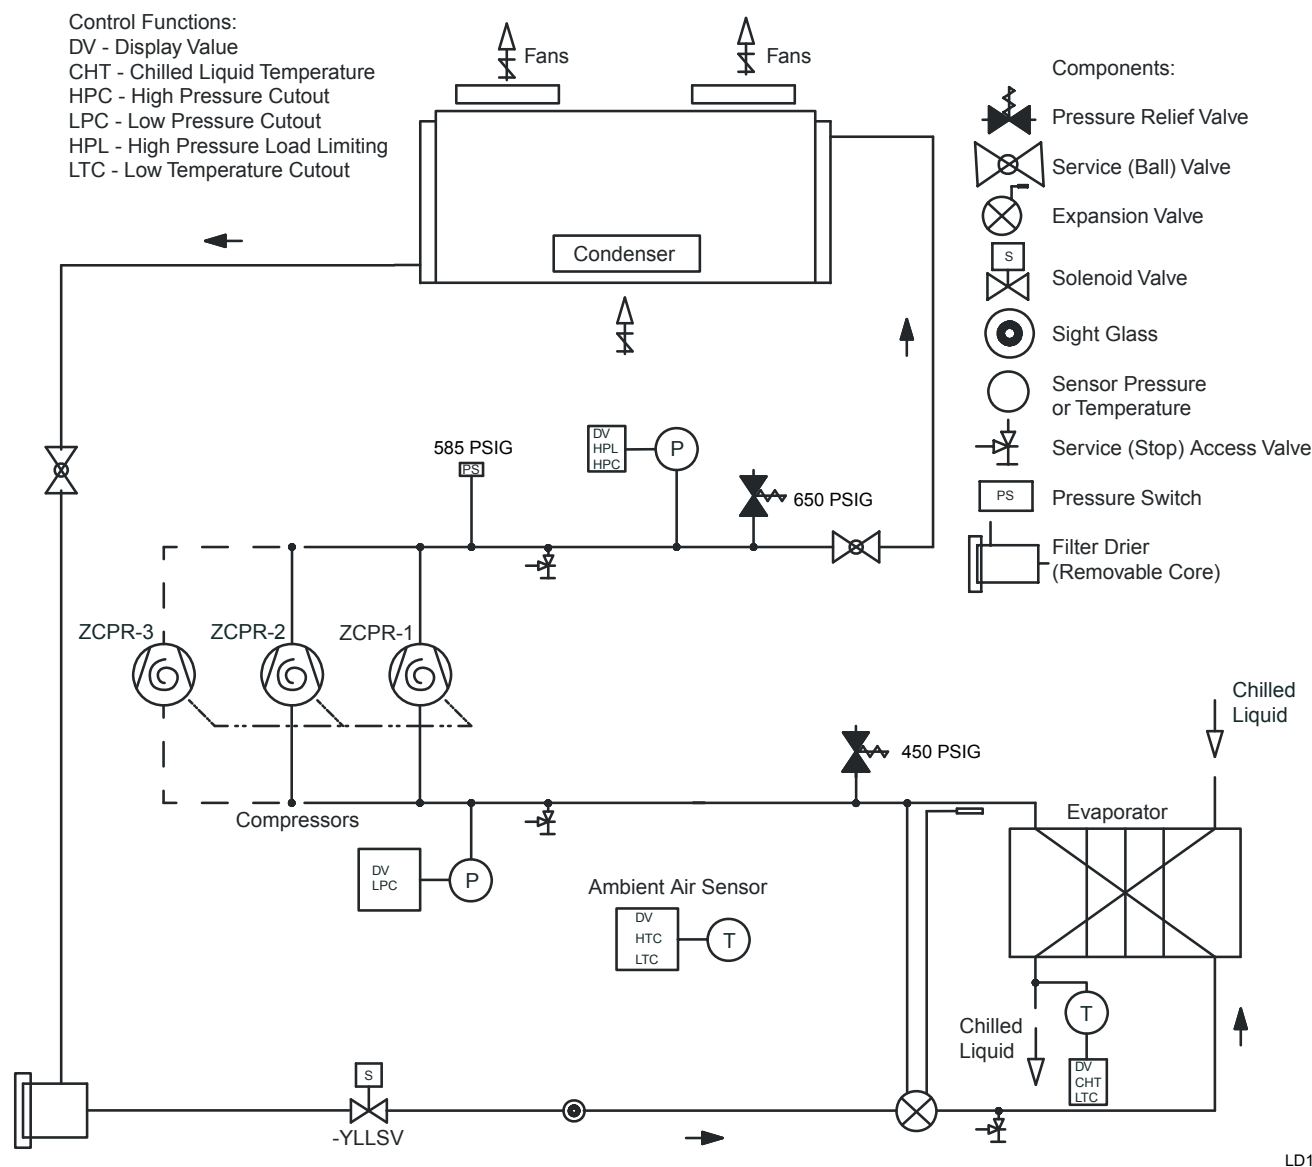 Control Functions:
DV - Display Value
CHT - Chilled Liquid Temperature
HPC - High Pressure Cutout
LPC - Low Pressure Cutout
HPL - High Pressure Load Limiting
LTC - Low Temperature Cutout
Fans
Fans
Condenser
Components:
Pressure Relief Valve
Service (Ball) Valve
Expansion Valve
S
Solenoid Valve
Sight Glass
Sensor Pressure
or Temperature
Service (Stop) Access Valve
PS
Pressure Switch
Filter Drier
(Removable Core)
585 PSIG
PS
DV
HPL
HPC
P
650 PSIG
ZCPR-3
ZCPR-2
ZCPR-1
Chilled
Liquid
450 PSIG
Compressors
Evaporator
DV
LPC
P
Ambient Air Sensor
DV
HTC
LTC
T
T
Chilled
Liquid
DV
CHT
LTC
S
-YLLSV
LD1